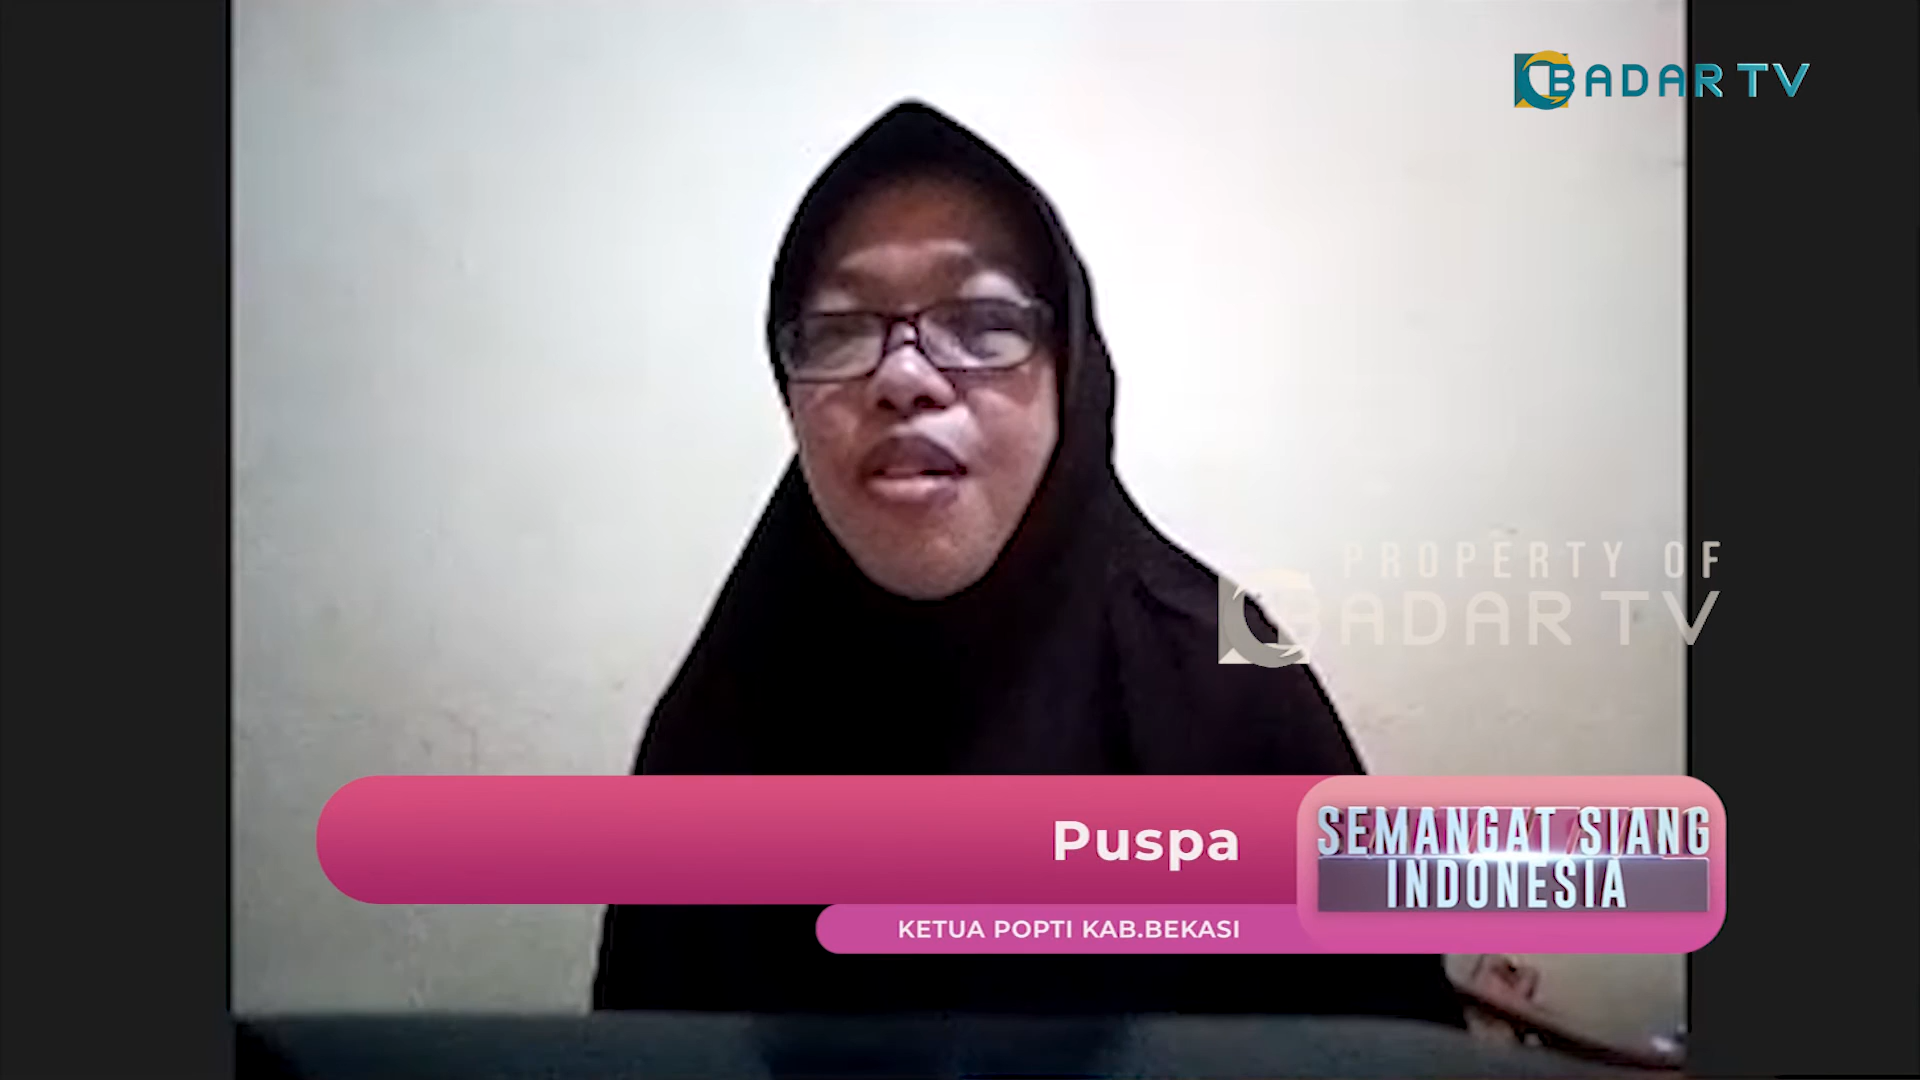 BADAR TV
PROPERTY OF
BADAR TV
Puspa
SEMANGAT SIANG
INDONESIA
KETUA POPTI KAB.BEKASI